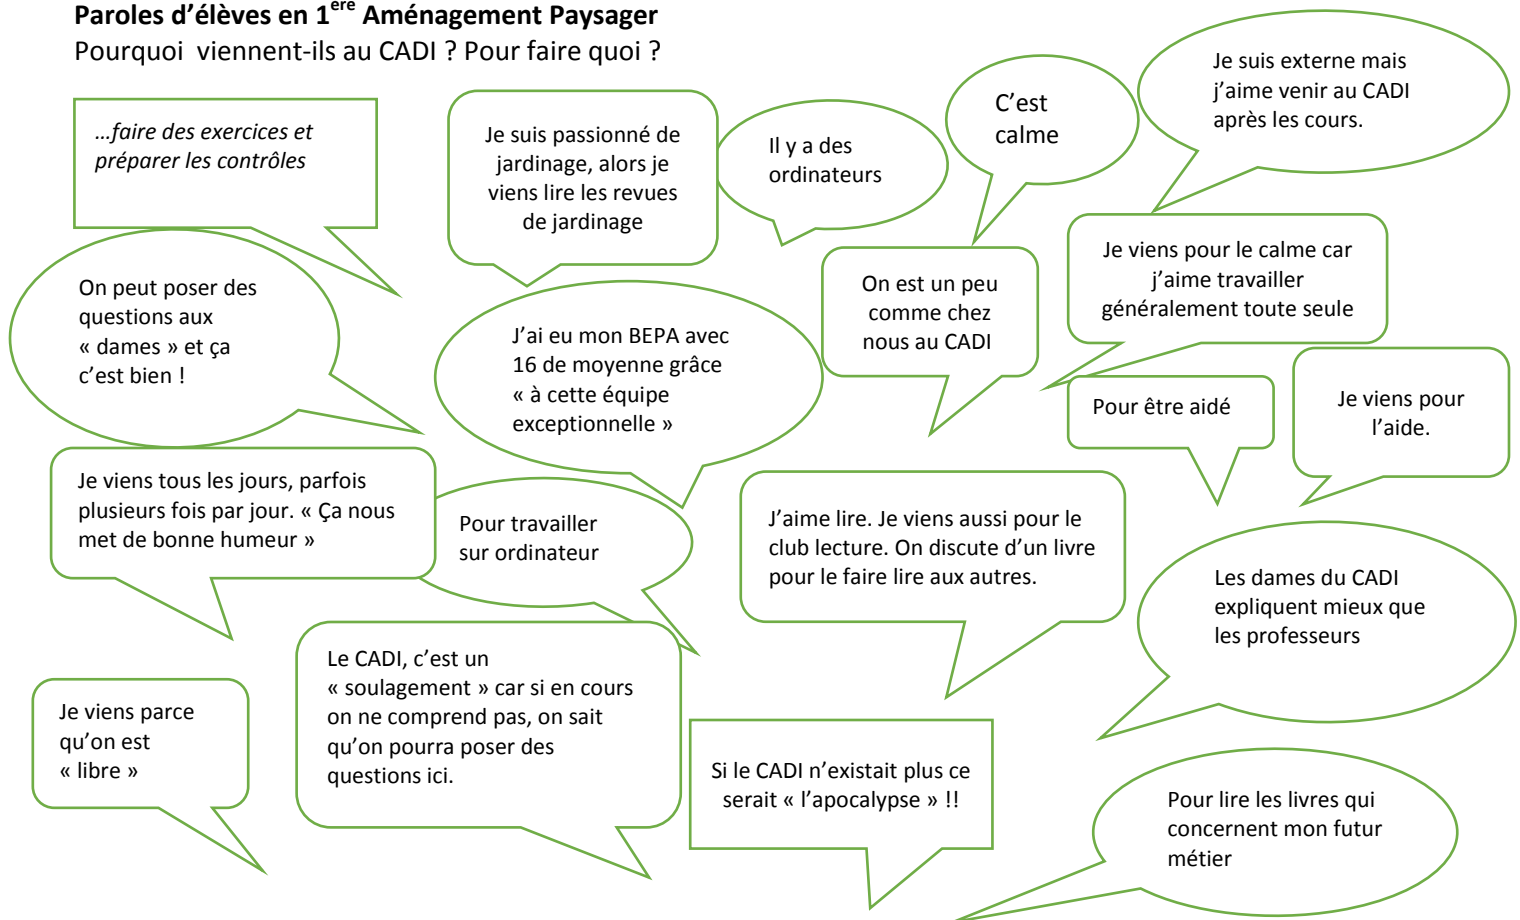 Paroles d'élèves en 1ère Aménagement Paysager
Pourquoi viennent-ils au CADI ? Pour faire quoi ?
…faire des exercices et
préparer les contrôles
Je suis passionné de
jardinage, alors je
viens lire les revues
de jardinage
Il y a des
ordinateurs
C'est
calme
Je suis externe mais
j'aime venir au CADI
après les cours.
On peut poser des
questions aux
« dames » et ça
c'est bien !
J'ai eu mon BEPA avec
16 de moyenne grâce
« à cette équipe
exceptionnelle »
On est un peu
comme chez
nous au CADI
Je viens pour le calme car
j'aime travailler
généralement toute seule
Pour être aidé
Je viens pour
l'aide.
Je viens tous les jours, parfois
plusieurs fois par jour. « Ça nous
met de bonne humeur »
Pour travailler
sur ordinateur
J'aime lire. Je viens aussi pour le
club lecture. On discute d'un livre
pour le faire lire aux autres.
Les dames du CADI
expliquent mieux que
les professeurs
Je viens parce
qu'on est
« libre »
Le CADI, c'est un
« soulagement » car si en cours
on ne comprend pas, on sait
qu'on pourra poser des
questions ici.
Si le CADI n'existait plus ce
serait « l'apocalypse » !!
Pour lire les livres qui
concernent mon futur
métier